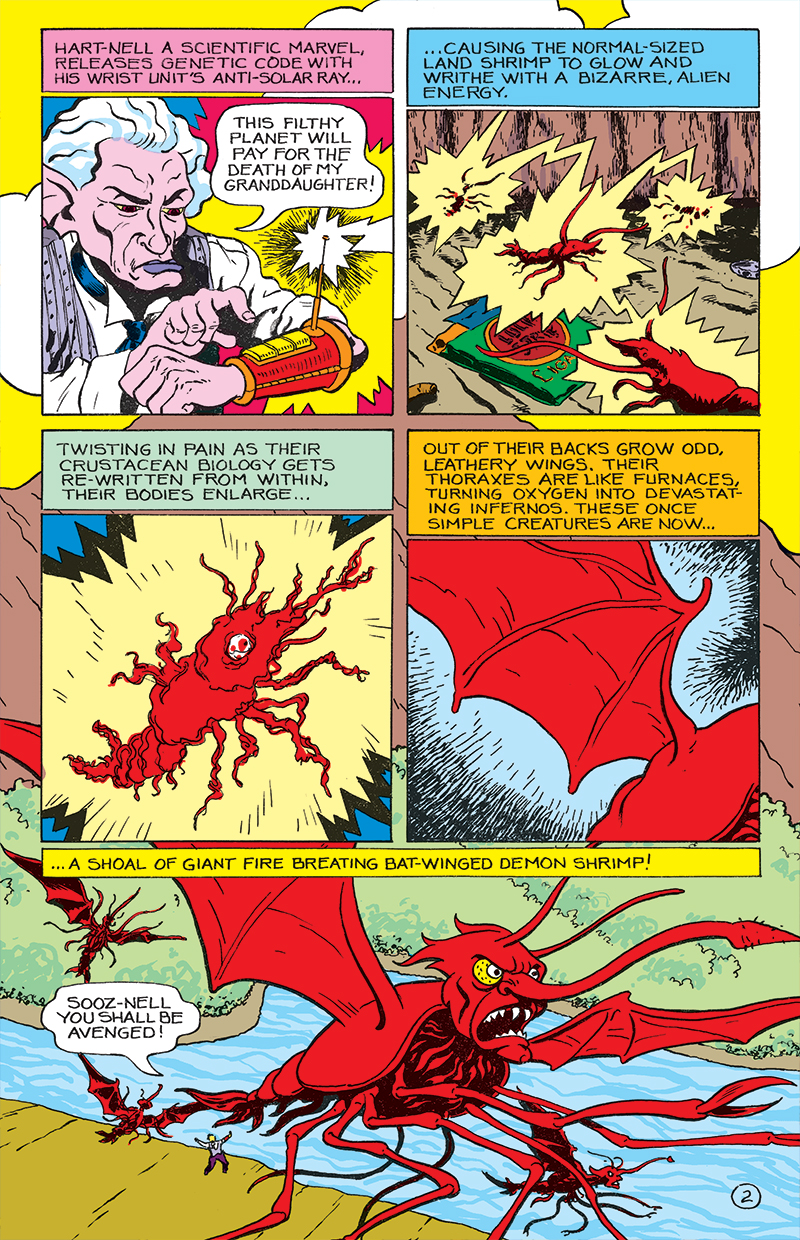 HART-NELL A SCIENTIFIC MARVEL,
RELEASES GENETIC CODE WITH
HIS WRIST UNIT'S ANTI-SOLAR RAY...
THIS FILTHY
PLANET WILL
PAY FOR THE
DEATH OF MY
GRANDDAUGHTER!
...CAUSING THE NORMAL-SIZED
LAND SHRIMP TO GLOW AND
WRITHE WITH A BIZARRE, ALIEN
ENERGY.
TWISTING IN PAIN AS THEIR
CRUSTACEAN BIOLOGY GETS
RE-WRITTEN FROM WITHIN,
THEIR BODIES ENLARGE...
OUT OF THEIR BACKS GROW ODD,
LEATHERY WINGS. THEIR
THORAXES ARE LIKE FURNACES,
TURNING OXYGEN INTO DEVASTAT-
ING INFERNOS. THESE ONCE
SIMPLE CREATURES ARE NOW...
...A SHOAL OF GIANT FIRE BREATING BAT-WINGED DEMON SHRIMP!
SOOZ-NELL
YOU SHALL BE
AVENGED!
2